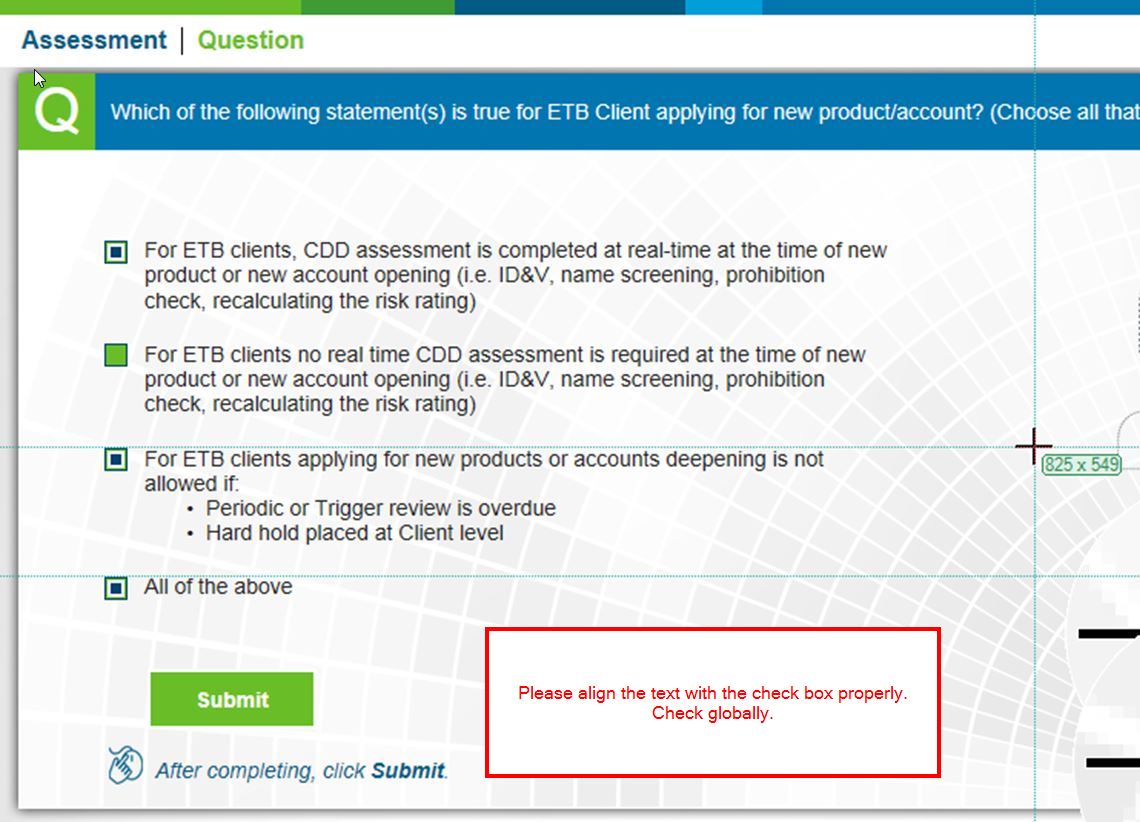 Assessment | Question
Q
Which of the following statement(s) is true for ETB Client applying for new product/account? (Choose all that
For ETB clients, CDD assessment is completed at real-time at the time of new
product or new account opening (i.e. ID&V, name screening, prohibition
check, recalculating the risk rating)
For ETB clients no real time CDD assessment is required at the time of new
product or new account opening (i.e. ID&V, name screening, prohibition
check, recalculating the risk rating)
For ETB clients applying for new products or accounts deepening is not
allowed if:
• Periodic or Trigger review is overdue
• Hard hold placed at Client level
825 x 549
All of the above
Submit
Please align the text with the check box properly.
Check globally.
After completing, click Submit.